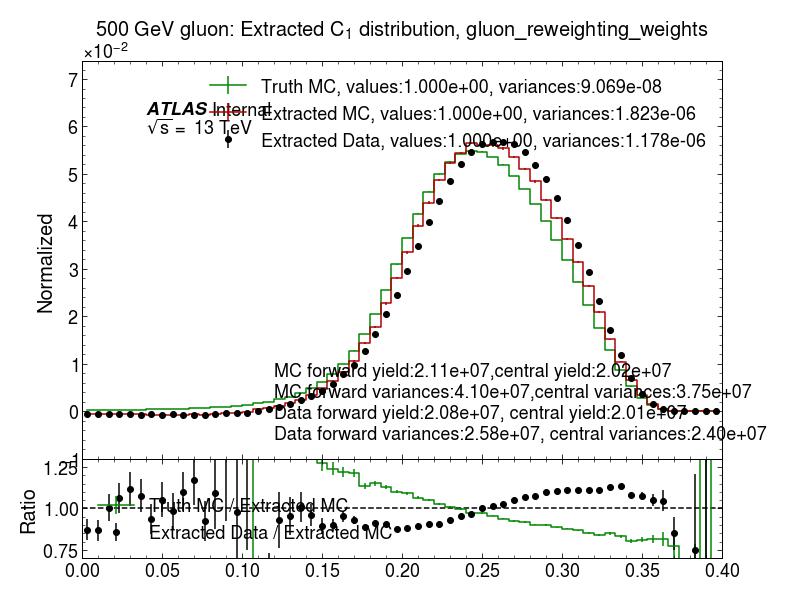 500 GeV gluon: Extracted C₁ distribution, gluon_reweighting_weights
×10⁻²
Truth MC, values:1.000e+00, variances:9.069e-08
ATLAS Internal
Extracted MC, values:1.000e+00, variances:1.823e-06
√s = 13 TeV
Extracted Data, values:1.000e+00, variances:1.178e-06
7
6
5
4
3
2
1
0
1
Normalized
MC forward yield:2.11e+07,central yield:2.02e+07
MC forward variances:4.10e+07,central variances:3.75e+07
Data forward yield:2.08e+07, central yield:2.01e+07
Data forward variances:2.58e+07, central variances:2.40e+07
1.25
1.00
0.75
Ratio
Truth MC / Extracted MC
Extracted Data / Extracted MC
0.00 0.05 0.10 0.15 0.20 0.25 0.30 0.35 0.40